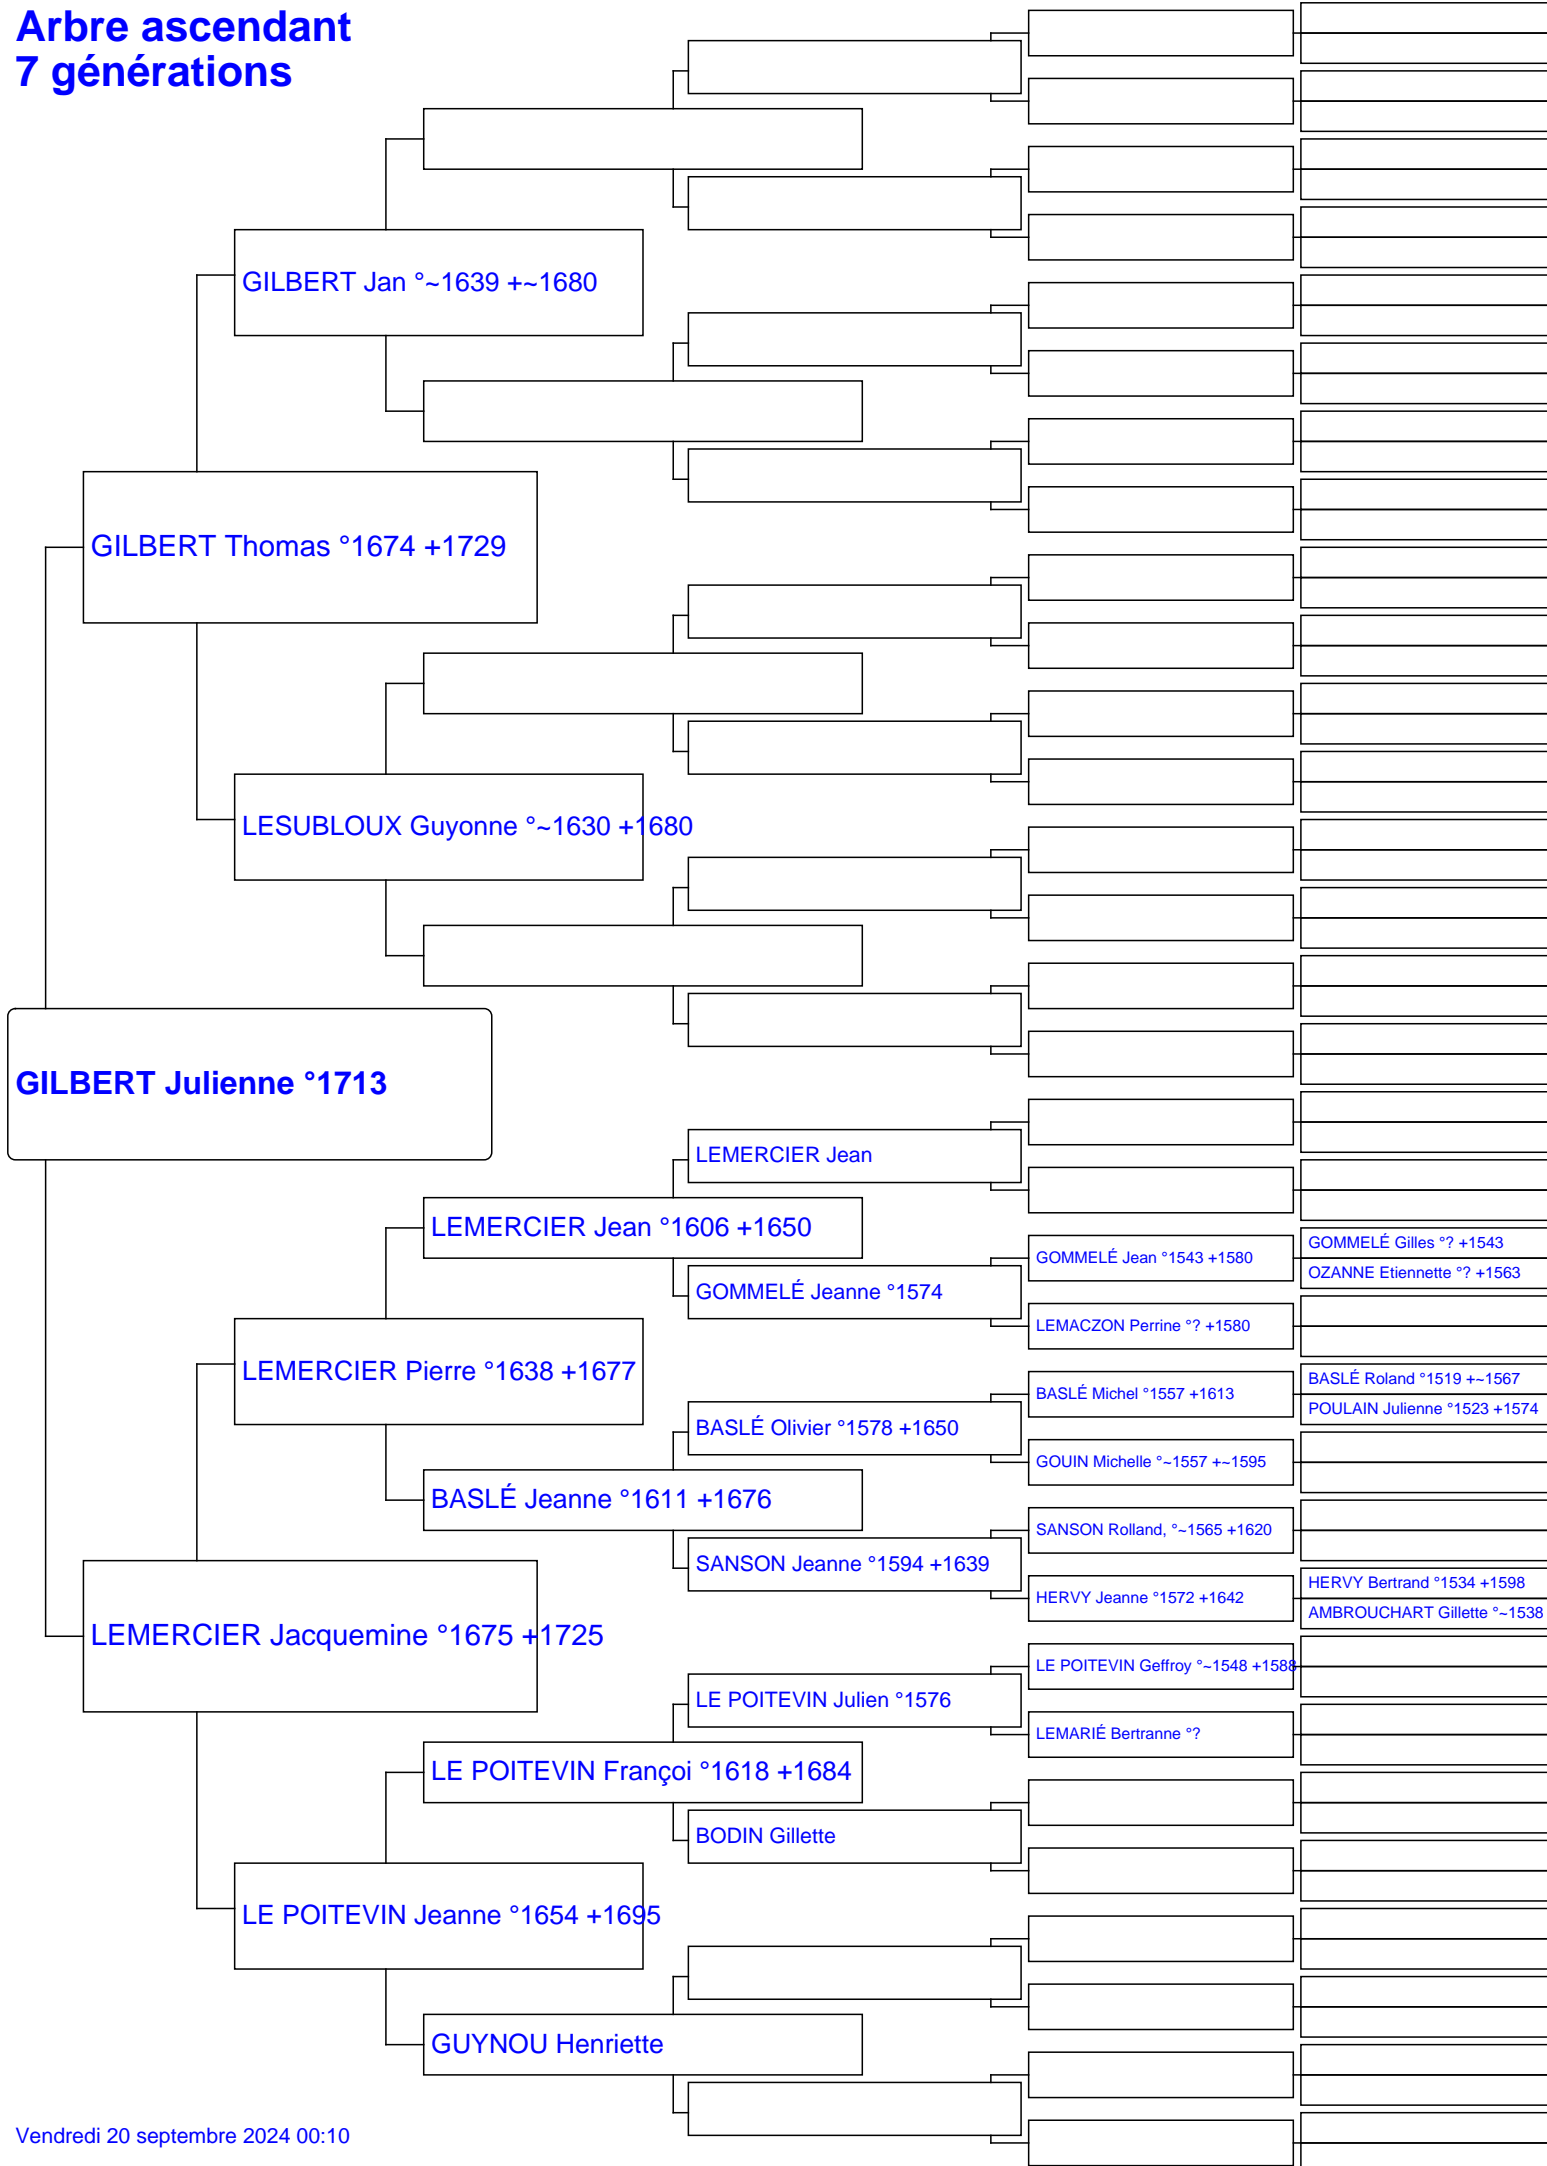 Arbre ascendant
7 générations
GILBERT Jan °~1639 +~1680
GILBERT Thomas °1674 +1729
LESUBLOUX Guyonne °~1630 +1680
GILBERT Julienne °1713
LEMERCIER Jean
LEMERCIER Jean °1606 +1650
GOMMELÉ Jean °1543 +1580
GOMMELÉ Gilles °? +1543
OZANNE Etiennette °? +1563
GOMMELÉ Jeanne °1574
LEMACZON Perrine °? +1580
LEMERCIER Pierre °1638 +1677
BASLÉ Michel °1557 +1613
BASLÉ Roland °1519 +~1567
POULAIN Julienne °1523 +1574
BASLÉ Olivier °1578 +1650
GOUIN Michelle °~1557 +~1595
BASLÉ Jeanne °1611 +1676
SANSON Rolland, °~1565 +1620
SANSON Jeanne °1594 +1639
HERVY Jeanne °1572 +1642
HERVY Bertrand °1534 +1598
AMBROUCHART Gillette °~1538
LEMERCIER Jacquemine °1675 +1725
LE POITEVIN Geffroy °~1548 +1588
LE POITEVIN Julien °1576
LEMARIÉ Bertranne °?
LE POITEVIN Françoi °1618 +1684
BODIN Gillette
LE POITEVIN Jeanne °1654 +1695
GUYNOU Henriette
Vendredi 20 septembre 2024 00:10